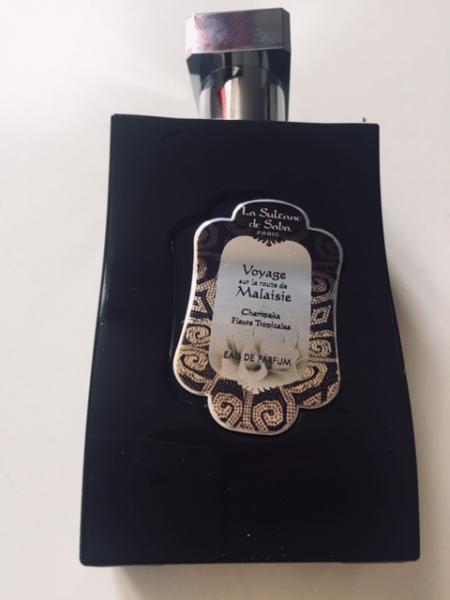 La Sultane
de Saba
PARIS
Voyage
sur la route de
Malaisie
Champaka
Fleurs Tropicales
EAU DE PARFUM